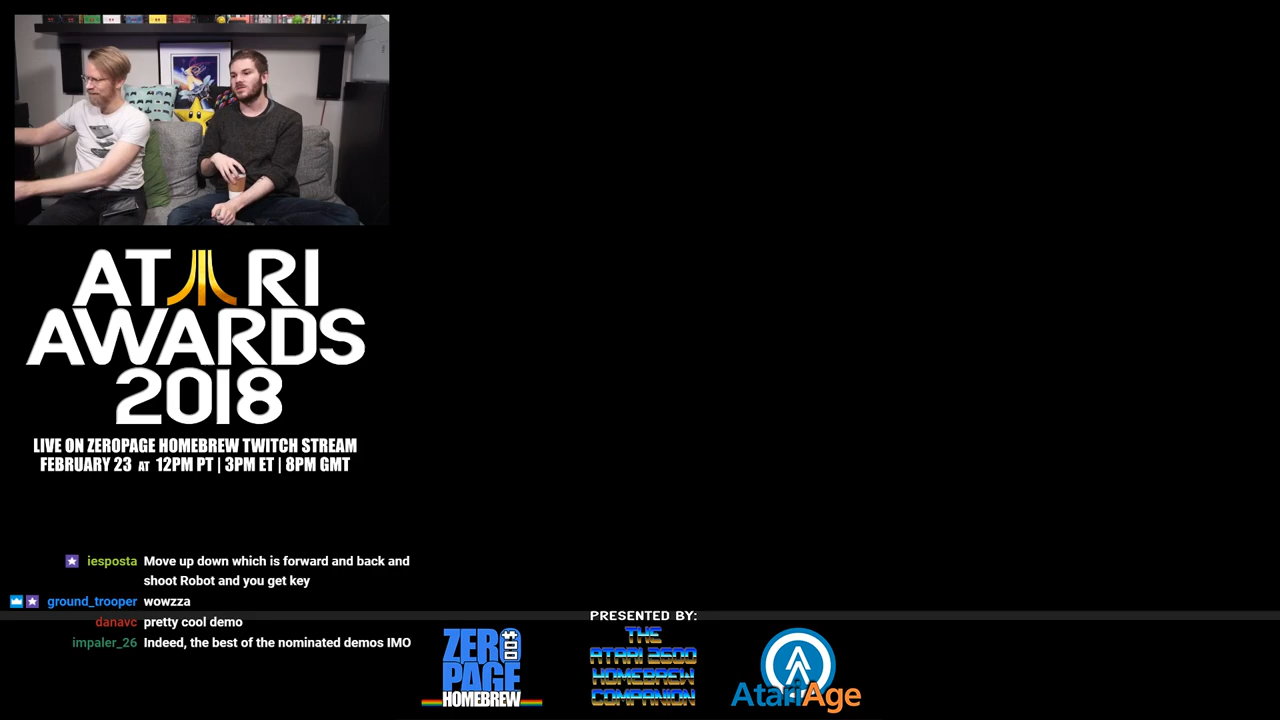 ATARI
AWARDS
2018
LIVE ON ZEROPAGE HOMEBREW TWITCH STREAM
FEBRUARY 23 AT 12PM PT | 3PM ET | 8PM GMT
iesposta Move up down which is forward and back and
shoot Robot and you get key
ground_trooper wowzza
danavc pretty cool demo
impaler_26 Indeed, the best of the nominated demos IMO
PRESENTED BY:
ZERO
PAGE
HOMEBREW
THE
ATARI 2600
HOMEBREW
COMPANION
AtariAge